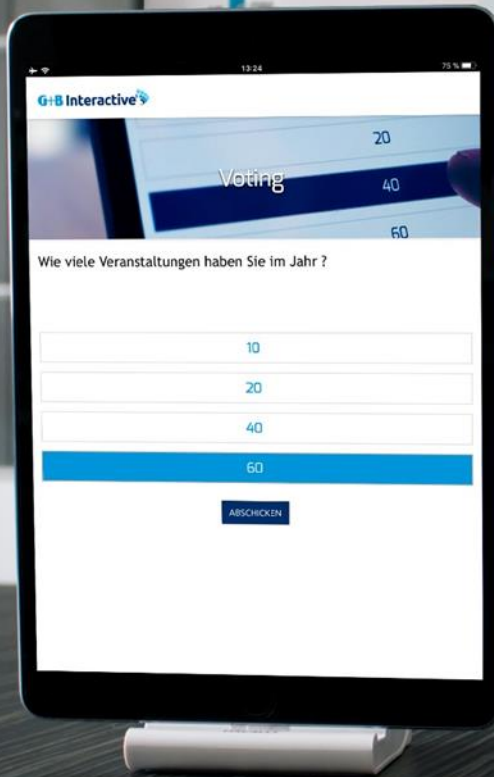 13:24
75 %
G+B Interactive
Voting
20
40
60
Wie viele Veranstaltungen haben Sie im Jahr ?
10
20
40
60
ABSCHICKEN